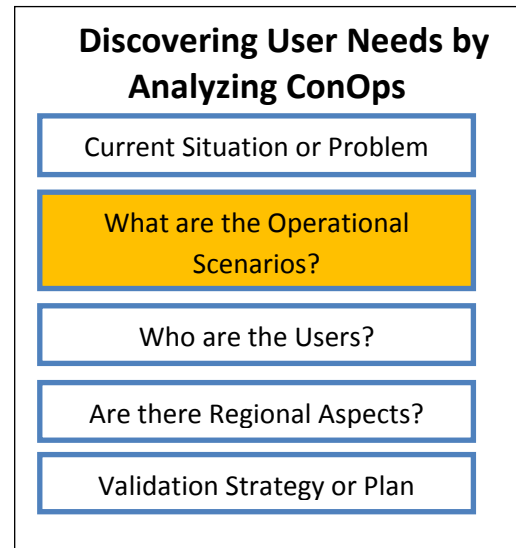 Discovering User Needs by
Analyzing ConOps
Current Situation or Problem
What are the Operational
Scenarios?
Who are the Users?
Are there Regional Aspects?
Validation Strategy or Plan